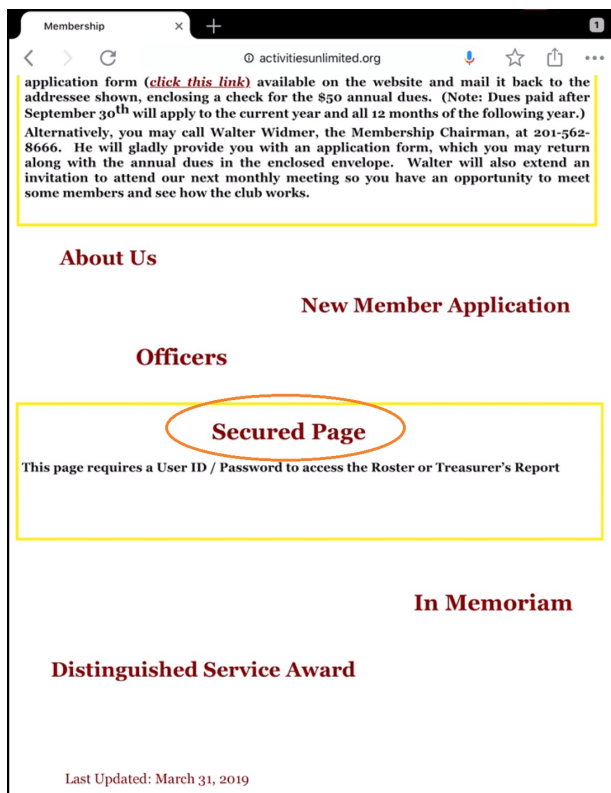 Membership
1
activitiesunlimited.org
application form (click this link) available on the website and mail it back to the
addressee shown, enclosing a check for the $50 annual dues. (Note: Dues paid after
September 30th will apply to the current year and all 12 months of the following year.)
Alternatively, you may call Walter Widmer, the Membership Chairman, at 201-562-
8666. He will gladly provide you with an application form, which you may return
along with the annual dues in the enclosed envelope. Walter will also extend an
invitation to attend our next monthly meeting so you have an opportunity to meet
some members and see how the club works.
About Us
New Member Application
Officers
Secured Page
This page requires a User ID / Password to access the Roster or Treasurer's Report
In Memoriam
Distinguished Service Award
Last Updated: March 31, 2019